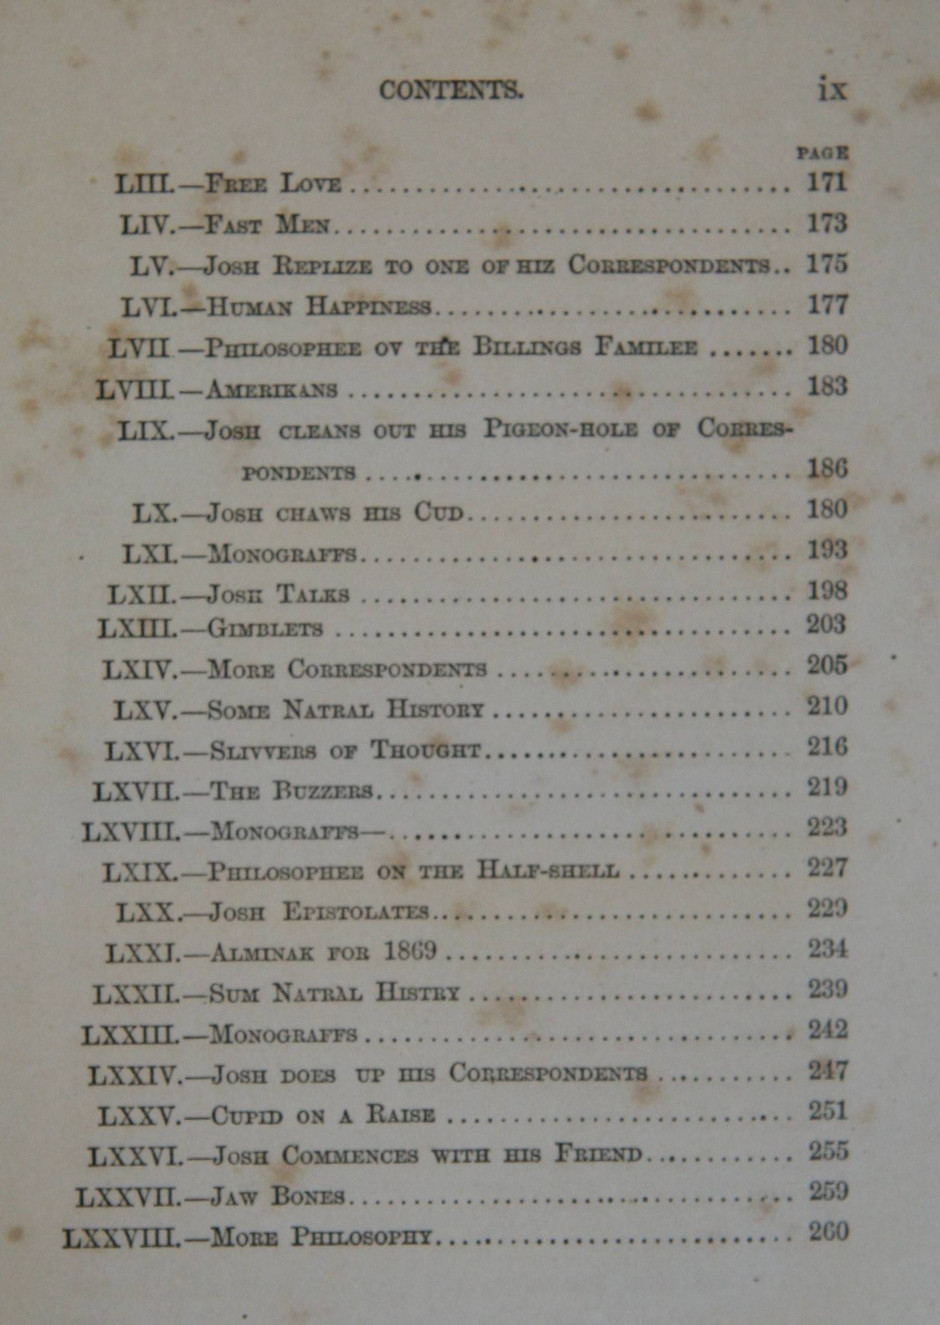 CONTENTS. ix
PAGE
LIII.—Free Love 171
LIV.—Fast Men 173
LV.—Josh Replize to one of hiz Correspondents.. 175
LVI.—Human Happiness 177
LVII —Philosophee ov the Billings Familee 180
LVIII.—Amerikans 183
LIX.—Josh cleans out his Pigeon-hole of Corres-
pondents 186
LX.—Josh chaws his Cud 180
LXI.—Monograffs 193
LXII.—Josh Talks 198
LXIII.—Gimblets 203
LXIV.—More Correspondents 205
LXV.—Some Natral History 210
LXVI.—Slivvers of Thought 216
LXVII.—The Buzzers 219
LXVIII.—Monograffs— 223
LXIX.—Philosophee on the Half-shell 227
LXX.—Josh Epistolates 229
LXXI.—Alminak for 1869 234
LXXII.—Sum Natral Histry 239
LXXIII.—Monograffs 242
LXXIV.—Josh does up his Correspondents 247
LXXV.—Cupid on a Raise 251
LXXVI.—Josh Commences with his Friend 255
LXXVII.—Jaw Bones 259
LXXVIII.—More Philosophy 260